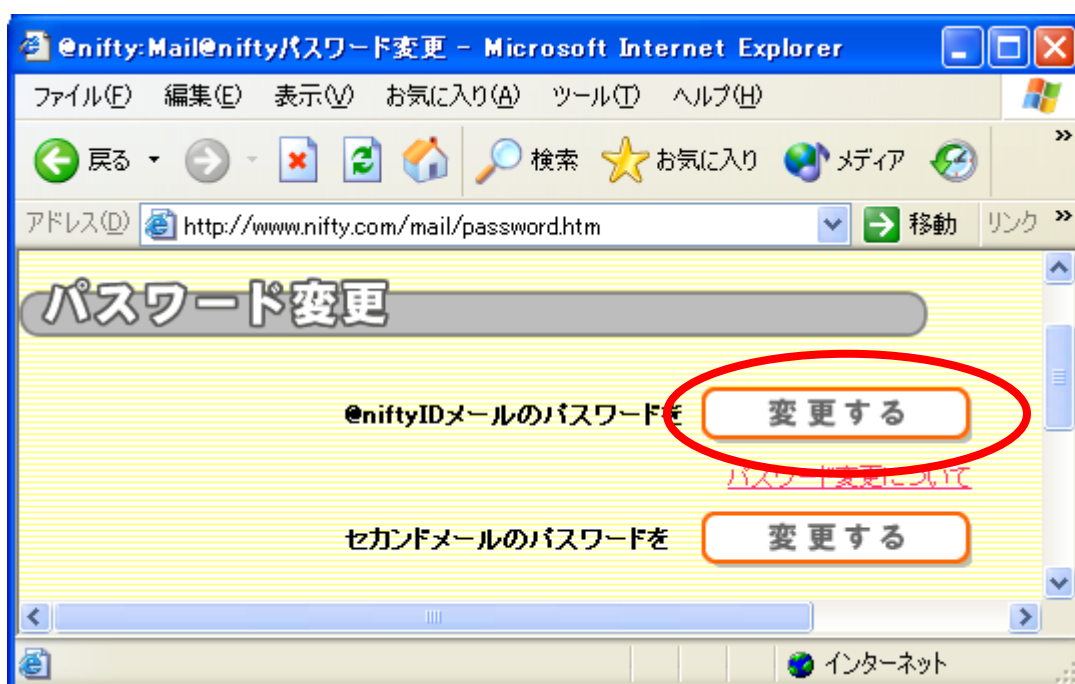 @nifty:Mail@niftyパスワード変更 - Microsoft Internet Explorer
ファイル(F) 編集(E) 表示(V) お気に入り(A) ツール(T) ヘルプ(H)
戻る 検索 お気に入り メディア »
アドレス(D) http://www.nifty.com/mail/password.htm 移動 リンク »
パスワード変更
@niftyIDメールのパスワードを 変更する
パスワード変更について
セカンドメールのパスワードを 変更する
インターネット